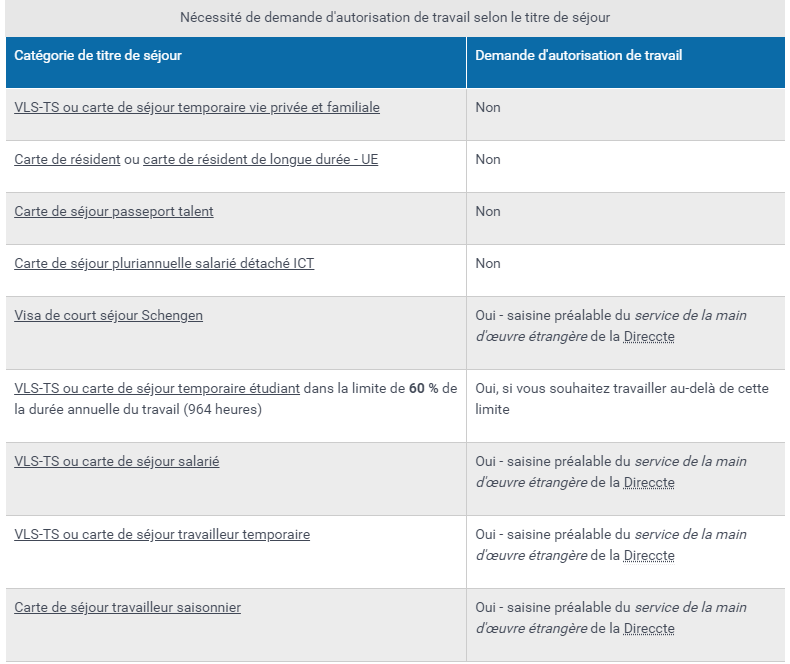 Nécessité de demande d'autorisation de travail selon le titre de séjour
Catégorie de titre de séjour
Demande d'autorisation de travail
VLS-TS ou carte de séjour temporaire vie privée et familiale
Non
Carte de résident ou carte de résident de longue durée - UE
Non
Carte de séjour passeport talent
Non
Carte de séjour pluriannuelle salarié détaché ICT
Non
Visa de court séjour Schengen
Oui - saisine préalable du service de la main
d'œuvre étrangère de la Direccte
VLS-TS ou carte de séjour temporaire étudiant dans la limite de 60 % de
la durée annuelle du travail (964 heures)
Oui, si vous souhaitez travailler au-delà de cette
limite
VLS-TS ou carte de séjour salarié
Oui - saisine préalable du service de la main
d'œuvre étrangère de la Direccte
VLS-TS ou carte de séjour travailleur temporaire
Oui - saisine préalable du service de la main
d'œuvre étrangère de la Direccte
Carte de séjour travailleur saisonnier
Oui - saisine préalable du service de la main
d'œuvre étrangère de la Direccte